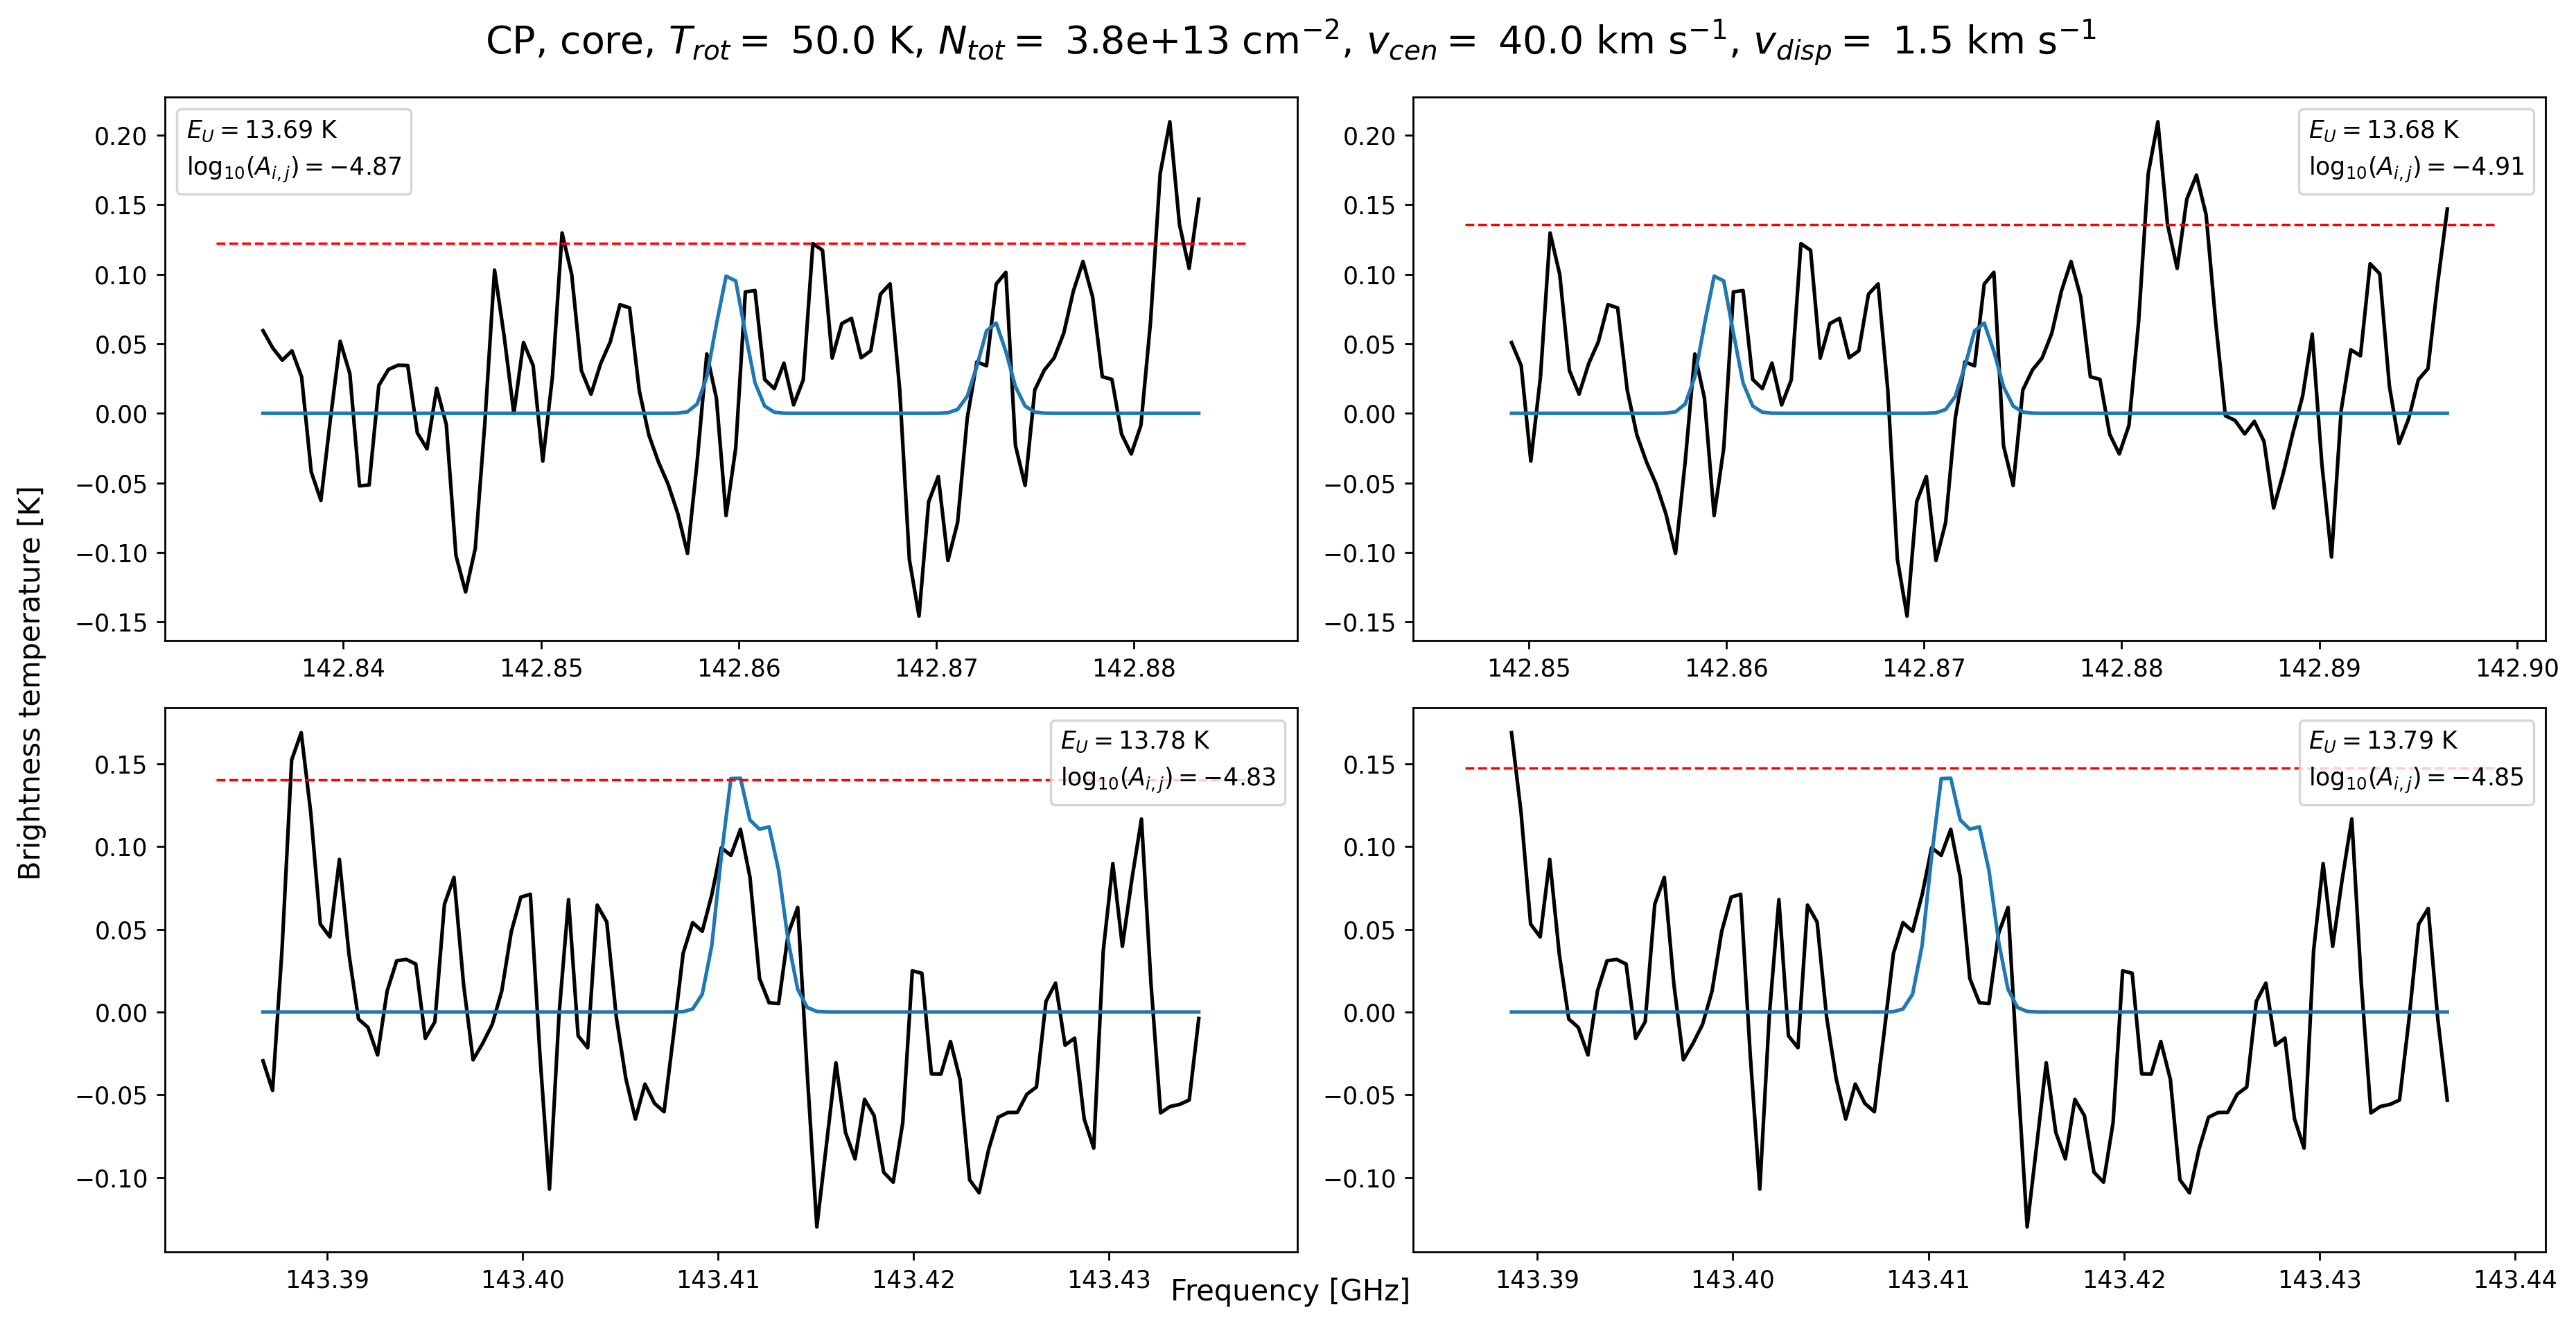 CP, core, T_rot = 50.0 K, N_tot = 3.8e+13 cm⁻², v_cen = 40.0 km s⁻¹, v_disp = 1.5 km s⁻¹
Brightness temperature [K]
E_U = 13.69 K
log₁₀(A_i,j) = −4.87
0.20
0.15
0.10
0.05
0.00
−0.05
−0.10
−0.15
142.84 142.85 142.86 142.87 142.88
E_U = 13.68 K
log₁₀(A_i,j) = −4.91
0.20
0.15
0.10
0.05
0.00
−0.05
−0.10
−0.15
142.85 142.86 142.87 142.88 142.89 142.90
E_U = 13.78 K
log₁₀(A_i,j) = −4.83
0.15
0.10
0.05
0.00
−0.05
−0.10
143.39 143.40 143.41 143.42 143.43
E_U = 13.79 K
log₁₀(A_i,j) = −4.85
0.15
0.10
0.05
0.00
−0.05
−0.10
143.39 143.40 143.41 143.42 143.43 143.44
Frequency [GHz]